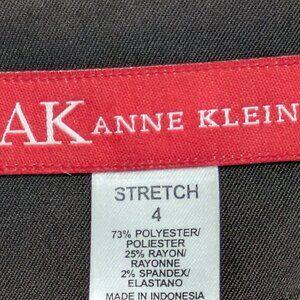 AK ANNE KLEIN
STRETCH
4
73% POLYESTER/
POLIESTER
25% RAYON/
RAYONNE
2% SPANDEX/
ELASTANO
MADE IN INDONESIA